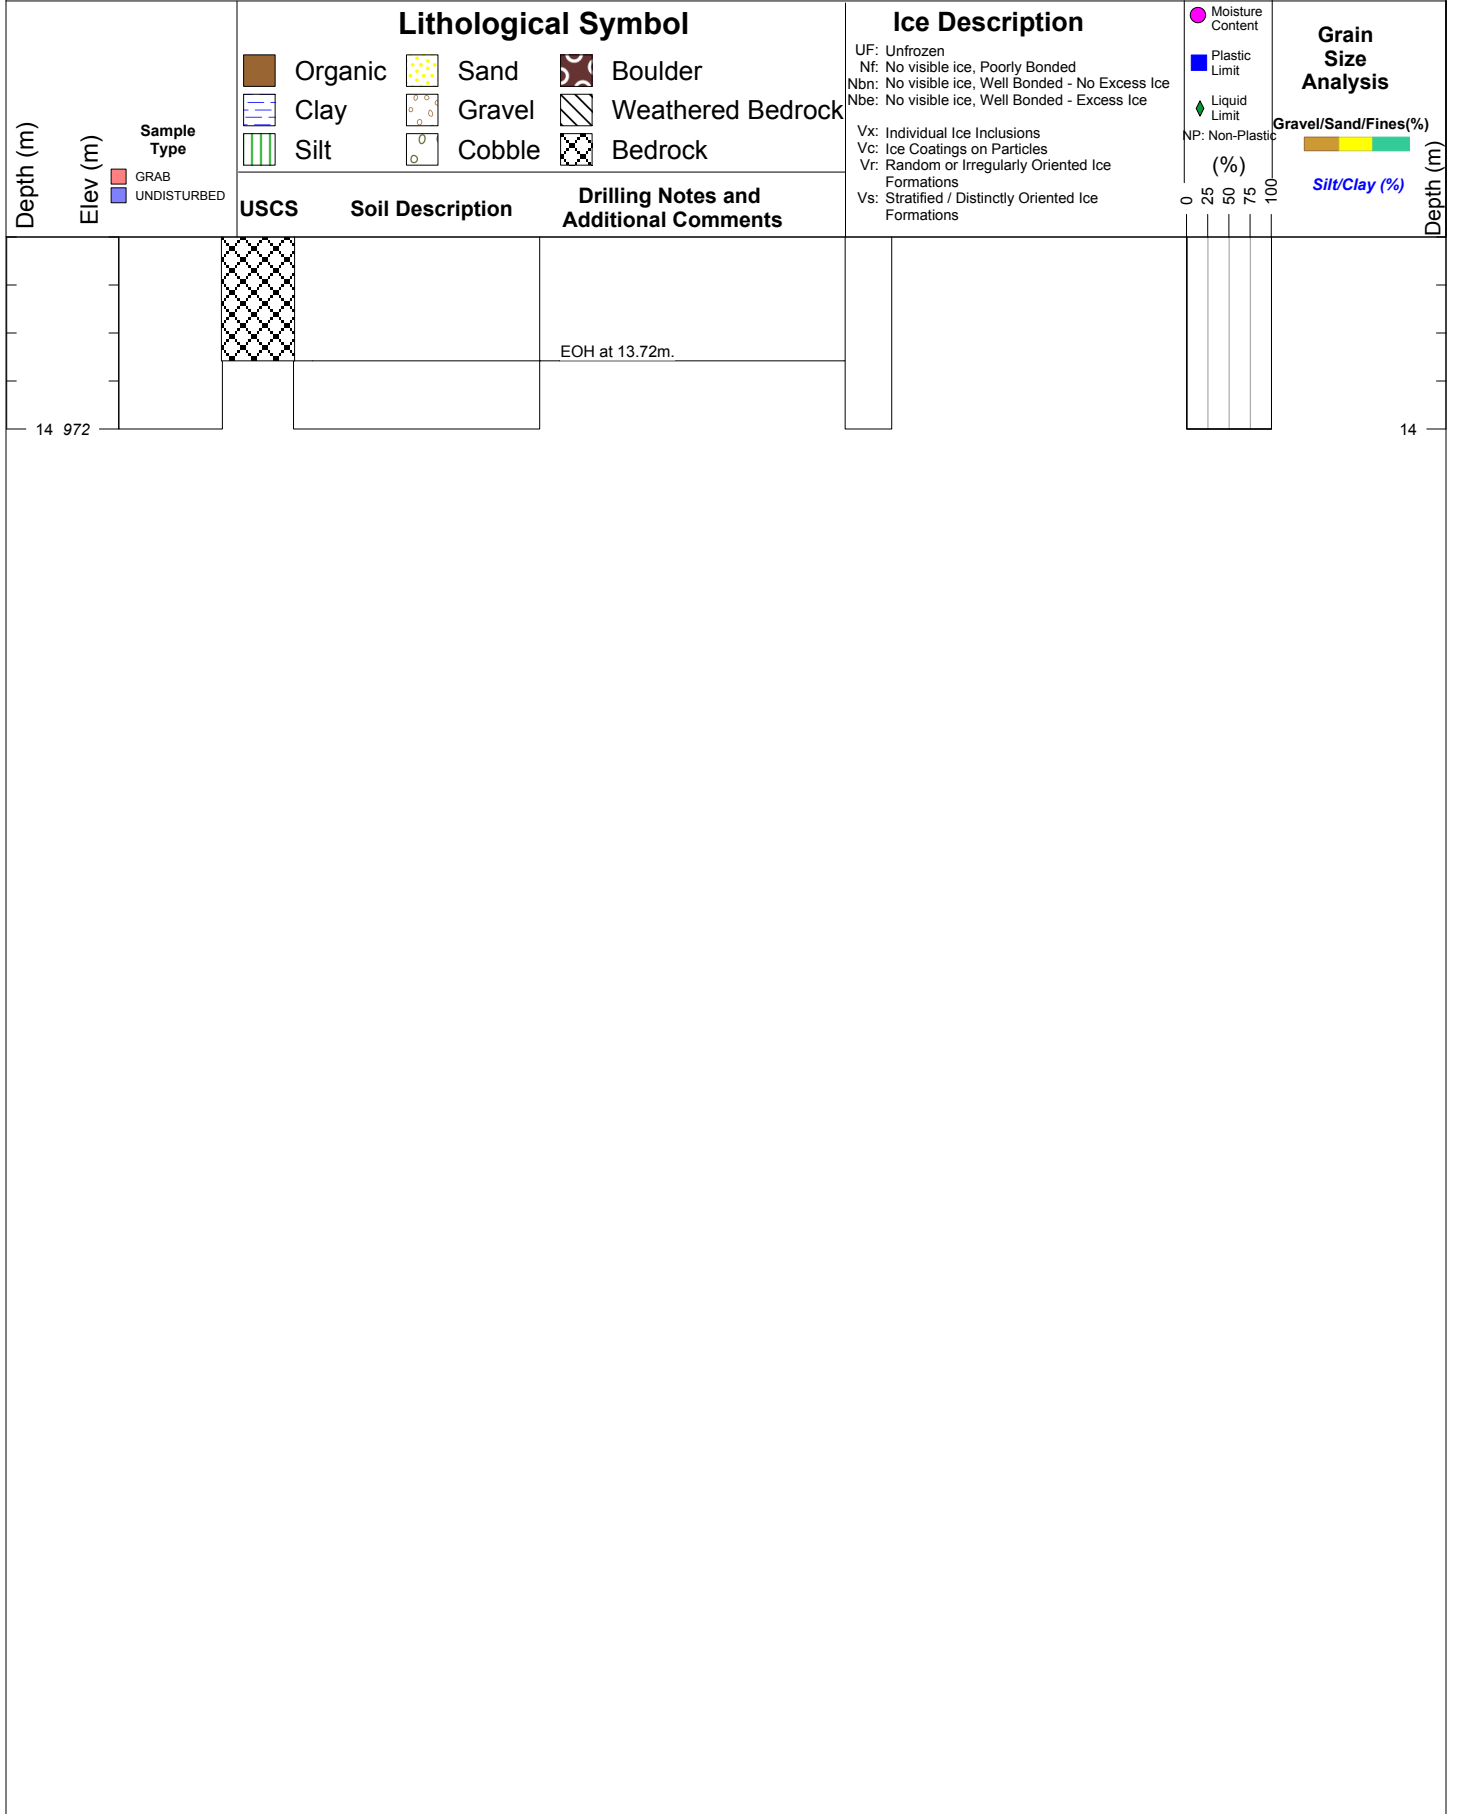 Depth (m)
Elev (m)
Sample
Type
GRAB
UNDISTURBED
Lithological Symbol
Organic
Sand
Boulder
Clay
Gravel
Weathered Bedrock
Silt
Cobble
Bedrock
USCS
Soil Description
Drilling Notes and
Additional Comments
Ice Description
UF: Unfrozen
Nf: No visible ice, Poorly Bonded
Nbn: No visible ice, Well Bonded - No Excess Ice
Nbe: No visible ice, Well Bonded - Excess Ice
Vx: Individual Ice Inclusions
Vc: Ice Coatings on Particles
Vr: Random or Irregularly Oriented Ice
Formations
Vs: Stratified / Distinctly Oriented Ice
Formations
Moisture
Content
Plastic
Limit
Liquid
Limit
NP: Non-Plastic
(%)
0 25 50 75 100
Grain
Size
Analysis
Gravel/Sand/Fines(%)
Silt/Clay (%)
Depth (m)
EOH at 13.72m.
14 972
14